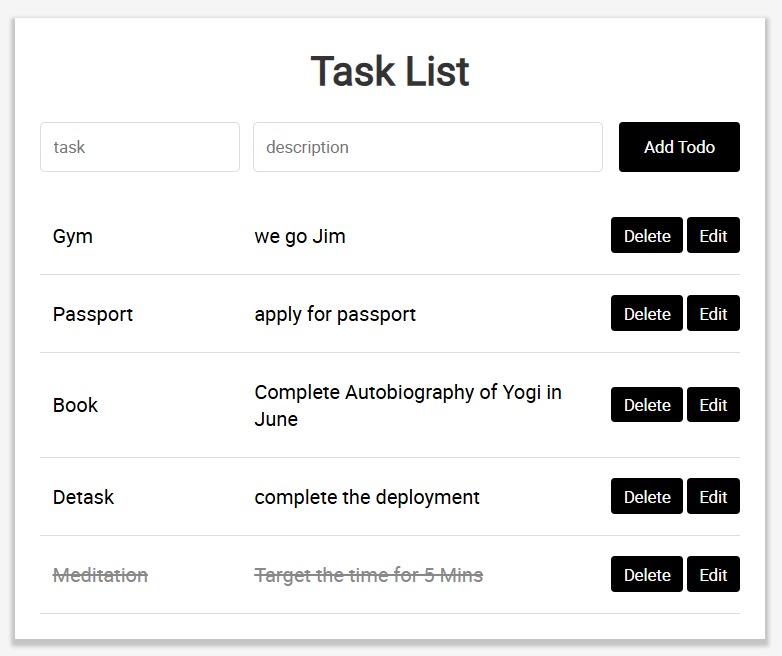 Task List
task description Add Todo
Gym we go Jim Delete Edit
Passport apply for passport Delete Edit
Book Complete Autobiography of Yogi in June Delete Edit
Detask complete the deployment Delete Edit
Meditation Target the time for 5 Mins Delete Edit